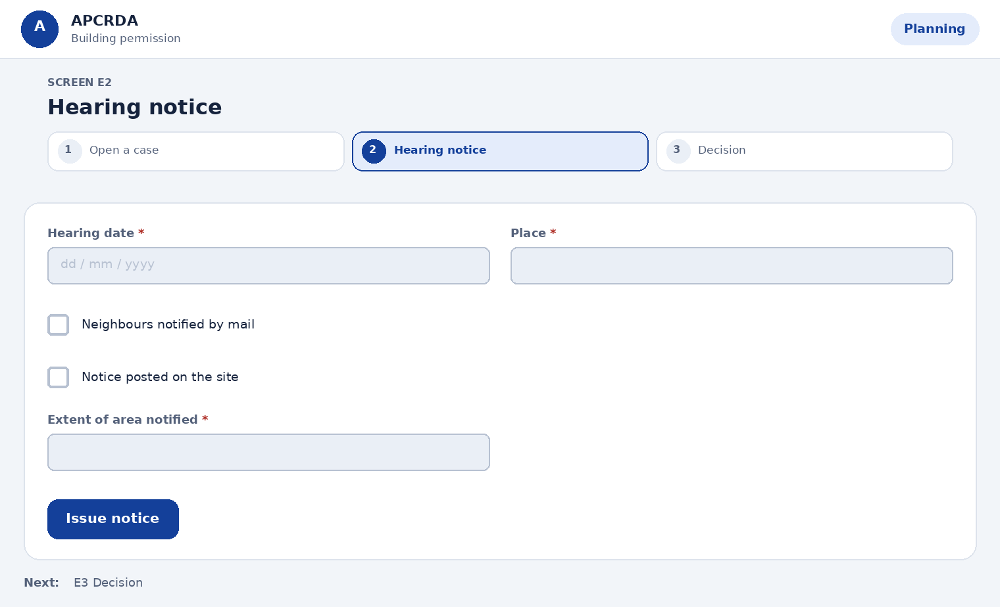 A
APCRDA
Building permission
Planning
SCREEN E2
Hearing notice
1 Open a case
2 Hearing notice
3 Decision
Hearing date *
Place *
dd / mm / yyyy
Neighbours notified by mail
Notice posted on the site
Extent of area notified *
Issue notice
Next: E3 Decision